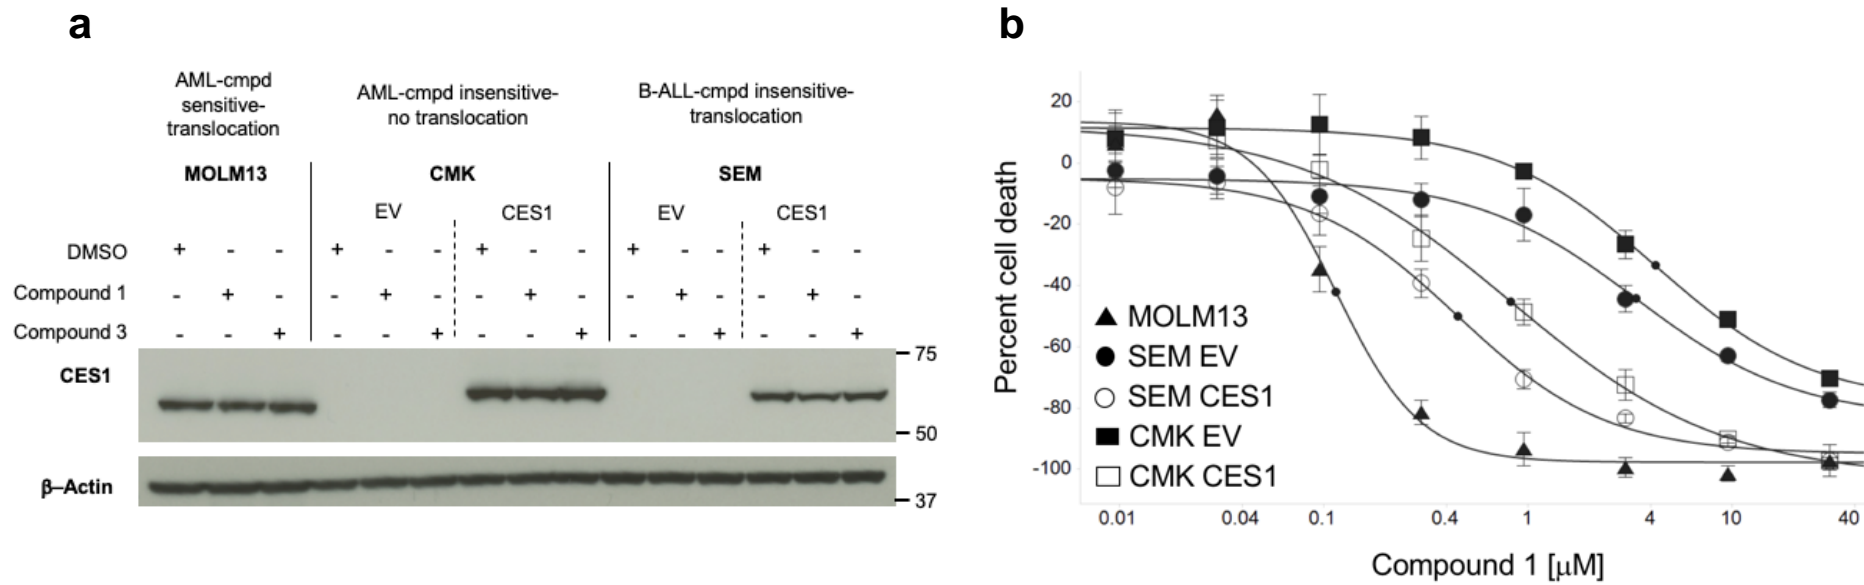 a
AML-cmpd
sensitive-
translocation
AML-cmpd insensitive-
no translocation
B-ALL-cmpd insensitive-
translocation
MOLM13 CMK SEM
EV CES1 EV CES1
DMSO + - - + - - + - - + - - + - -
Compound 1 - + - - + - - + - - + - - + -
Compound 3 - - + - - + - - + - - + - - +
CES1
75
50
β–Actin
37
b
Percent cell death
20
0
-20
-40
-60
-80
-100
MOLM13
SEM EV
SEM CES1
CMK EV
CMK CES1
0.01 0.04 0.1 0.4 1 4 10 40
Compound 1 [μM]